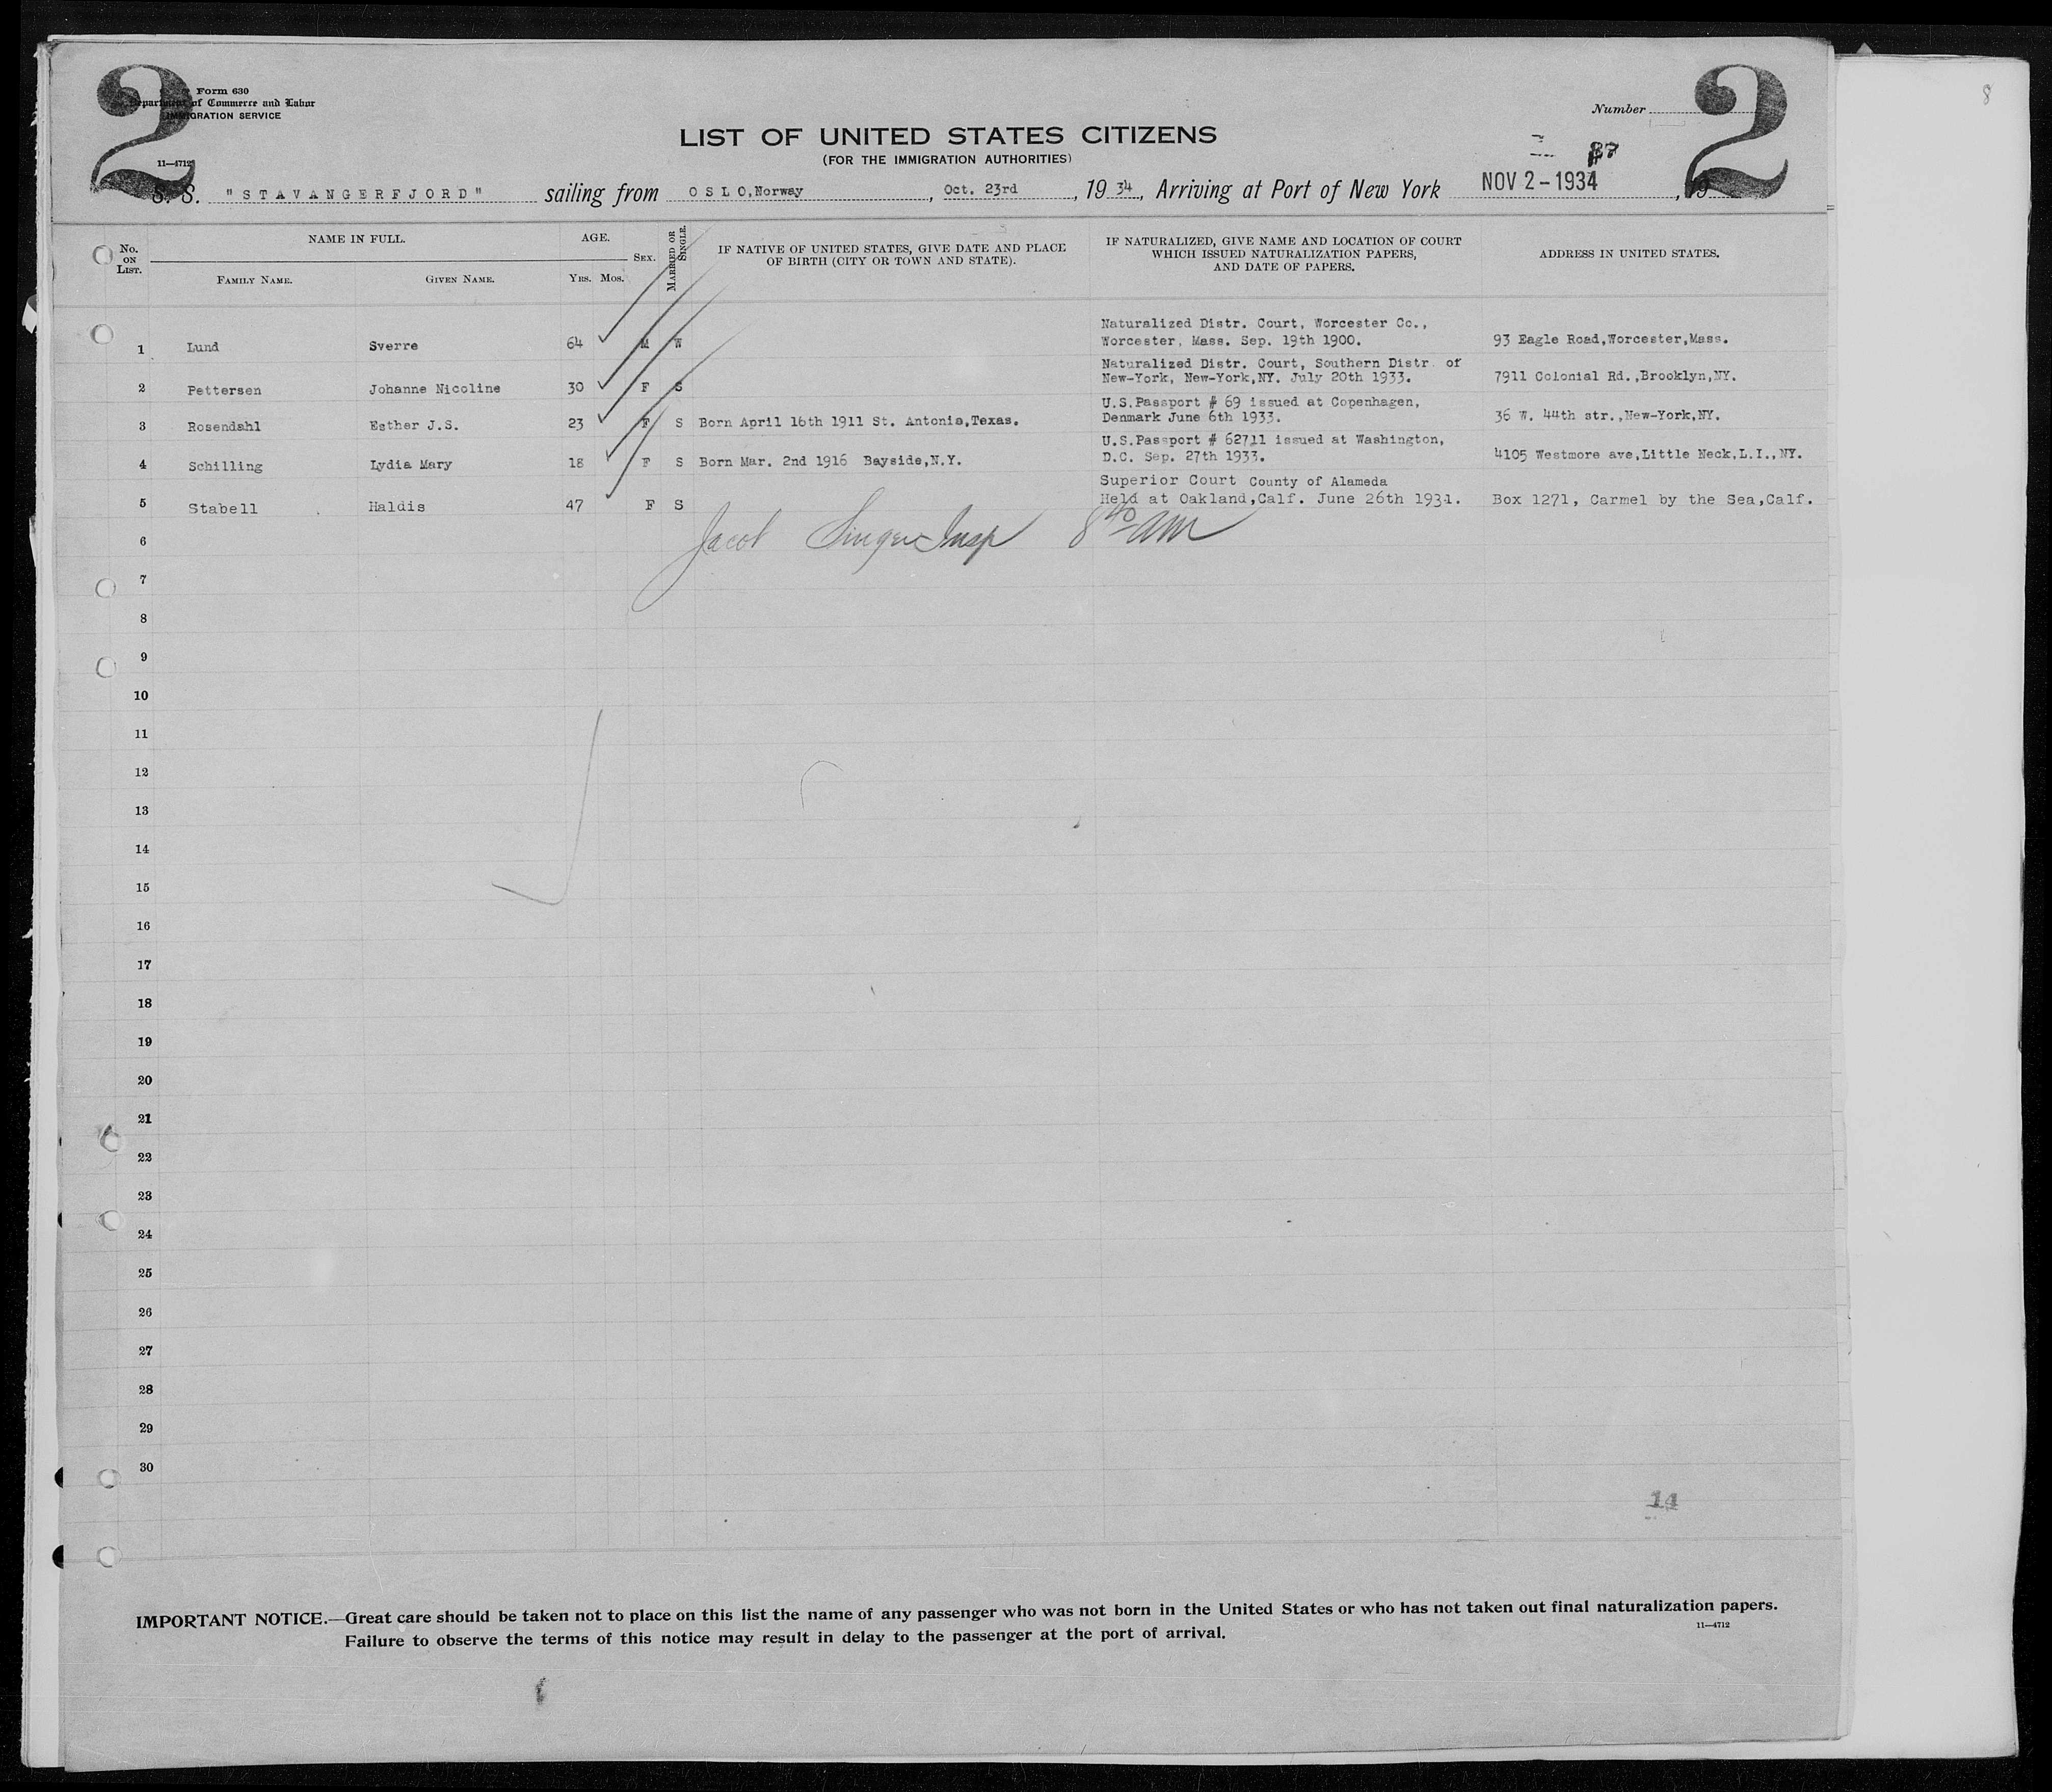 2
2
Form 630
Department of Commerce and Labor
IMMIGRATION SERVICE
11—4712
Number
LIST OF UNITED STATES CITIZENS
(FOR THE IMMIGRATION AUTHORITIES)
87
S. S. "STAVANGERFJORD" sailing from OSLO,Norway, Oct. 23rd, 19 34, Arriving at Port of New York NOV 2-1934, 19
No. ON LIST.
NAME IN FULL.
FAMILY NAME. GIVEN NAME.
AGE.
YRS. MOS.
SEX.
MARRIED OR SINGLE.
IF NATIVE OF UNITED STATES, GIVE DATE AND PLACE
OF BIRTH (CITY OR TOWN AND STATE).
IF NATURALIZED, GIVE NAME AND LOCATION OF COURT
WHICH ISSUED NATURALIZATION PAPERS,
AND DATE OF PAPERS.
ADDRESS IN UNITED STATES.
Naturalized Distr. Court, Worcester Co.,
1 Lund Sverre 64 M W Worcester, Mass. Sep. 19th 1900. 93 Eagle Road,Worcester,Mass.
Naturalized Distr. Court, Southern Distr. of
2 Pettersen Johanne Nicoline 30 F S New-York, New-York,NY. July 20th 1933. 7911 Colonial Rd.,Brooklyn,NY.
U.S.Passport # 69 issued at Copenhagen,
3 Rosendahl Esther J.S. 23 F S Born April 16th 1911 St. Antonio,Texas. Denmark June 6th 1933. 36 W. 44th str.,New-York,NY.
U.S.Passport # 62711 issued at Washington,
4 Schilling Lydia Mary 18 F S Born Mar. 2nd 1916 Bayside,N.Y. D.C. Sep. 27th 1933. 4105 Westmore ave,Little Neck,L.I.,NY.
Superior Court County of Alameda
5 Stabell Haldis 47 F S Held at Oakland,Calf. June 26th 1931. Box 1271, Carmel by the Sea,Calf.
6 Jacob Singer Insp 8 40 AM
7
8
9
10
11
12
13
14
15
16
17
18
19
20
21
22
23
24
25
26
27
28
29
30
14
IMPORTANT NOTICE.—Great care should be taken not to place on this list the name of any passenger who was not born in the United States or who has not taken out final naturalization papers.
Failure to observe the terms of this notice may result in delay to the passenger at the port of arrival.
11—4712
8